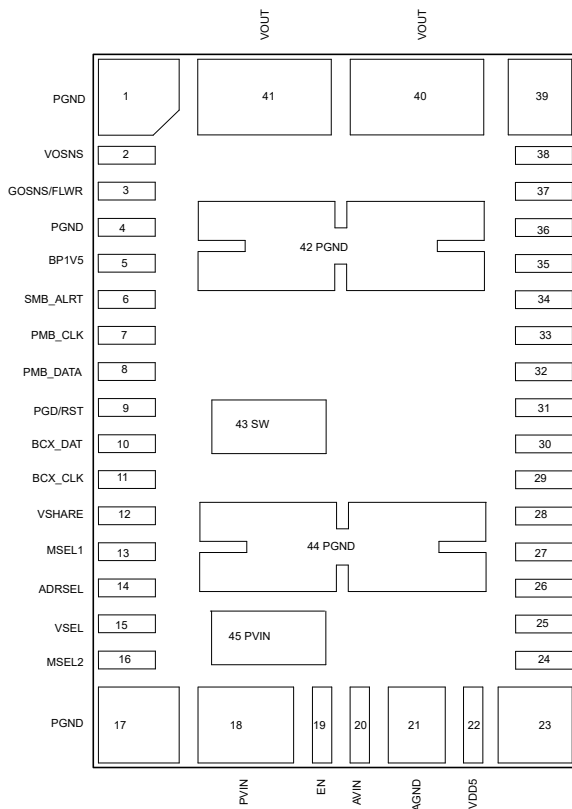 VOUT VOUT
PGND 1 41 40 39
VOSNS 2 38
GOSNS/FLWR 3 37
PGND 4 36
42 PGND
BP1V5 5 35
SMB_ALRT 6 34
PMB_CLK 7 33
PMB_DATA 8 32
PGD/RST 9 31
43 SW
BCX_DAT 10 30
BCX_CLK 11 29
VSHARE 12 28
MSEL1 13 44 PGND 27
ADRSEL 14 26
VSEL 15 25
45 PVIN
MSEL2 16 24
PGND 17 18 19 20 21 22 23
PVIN EN AVIN AGND VDD5